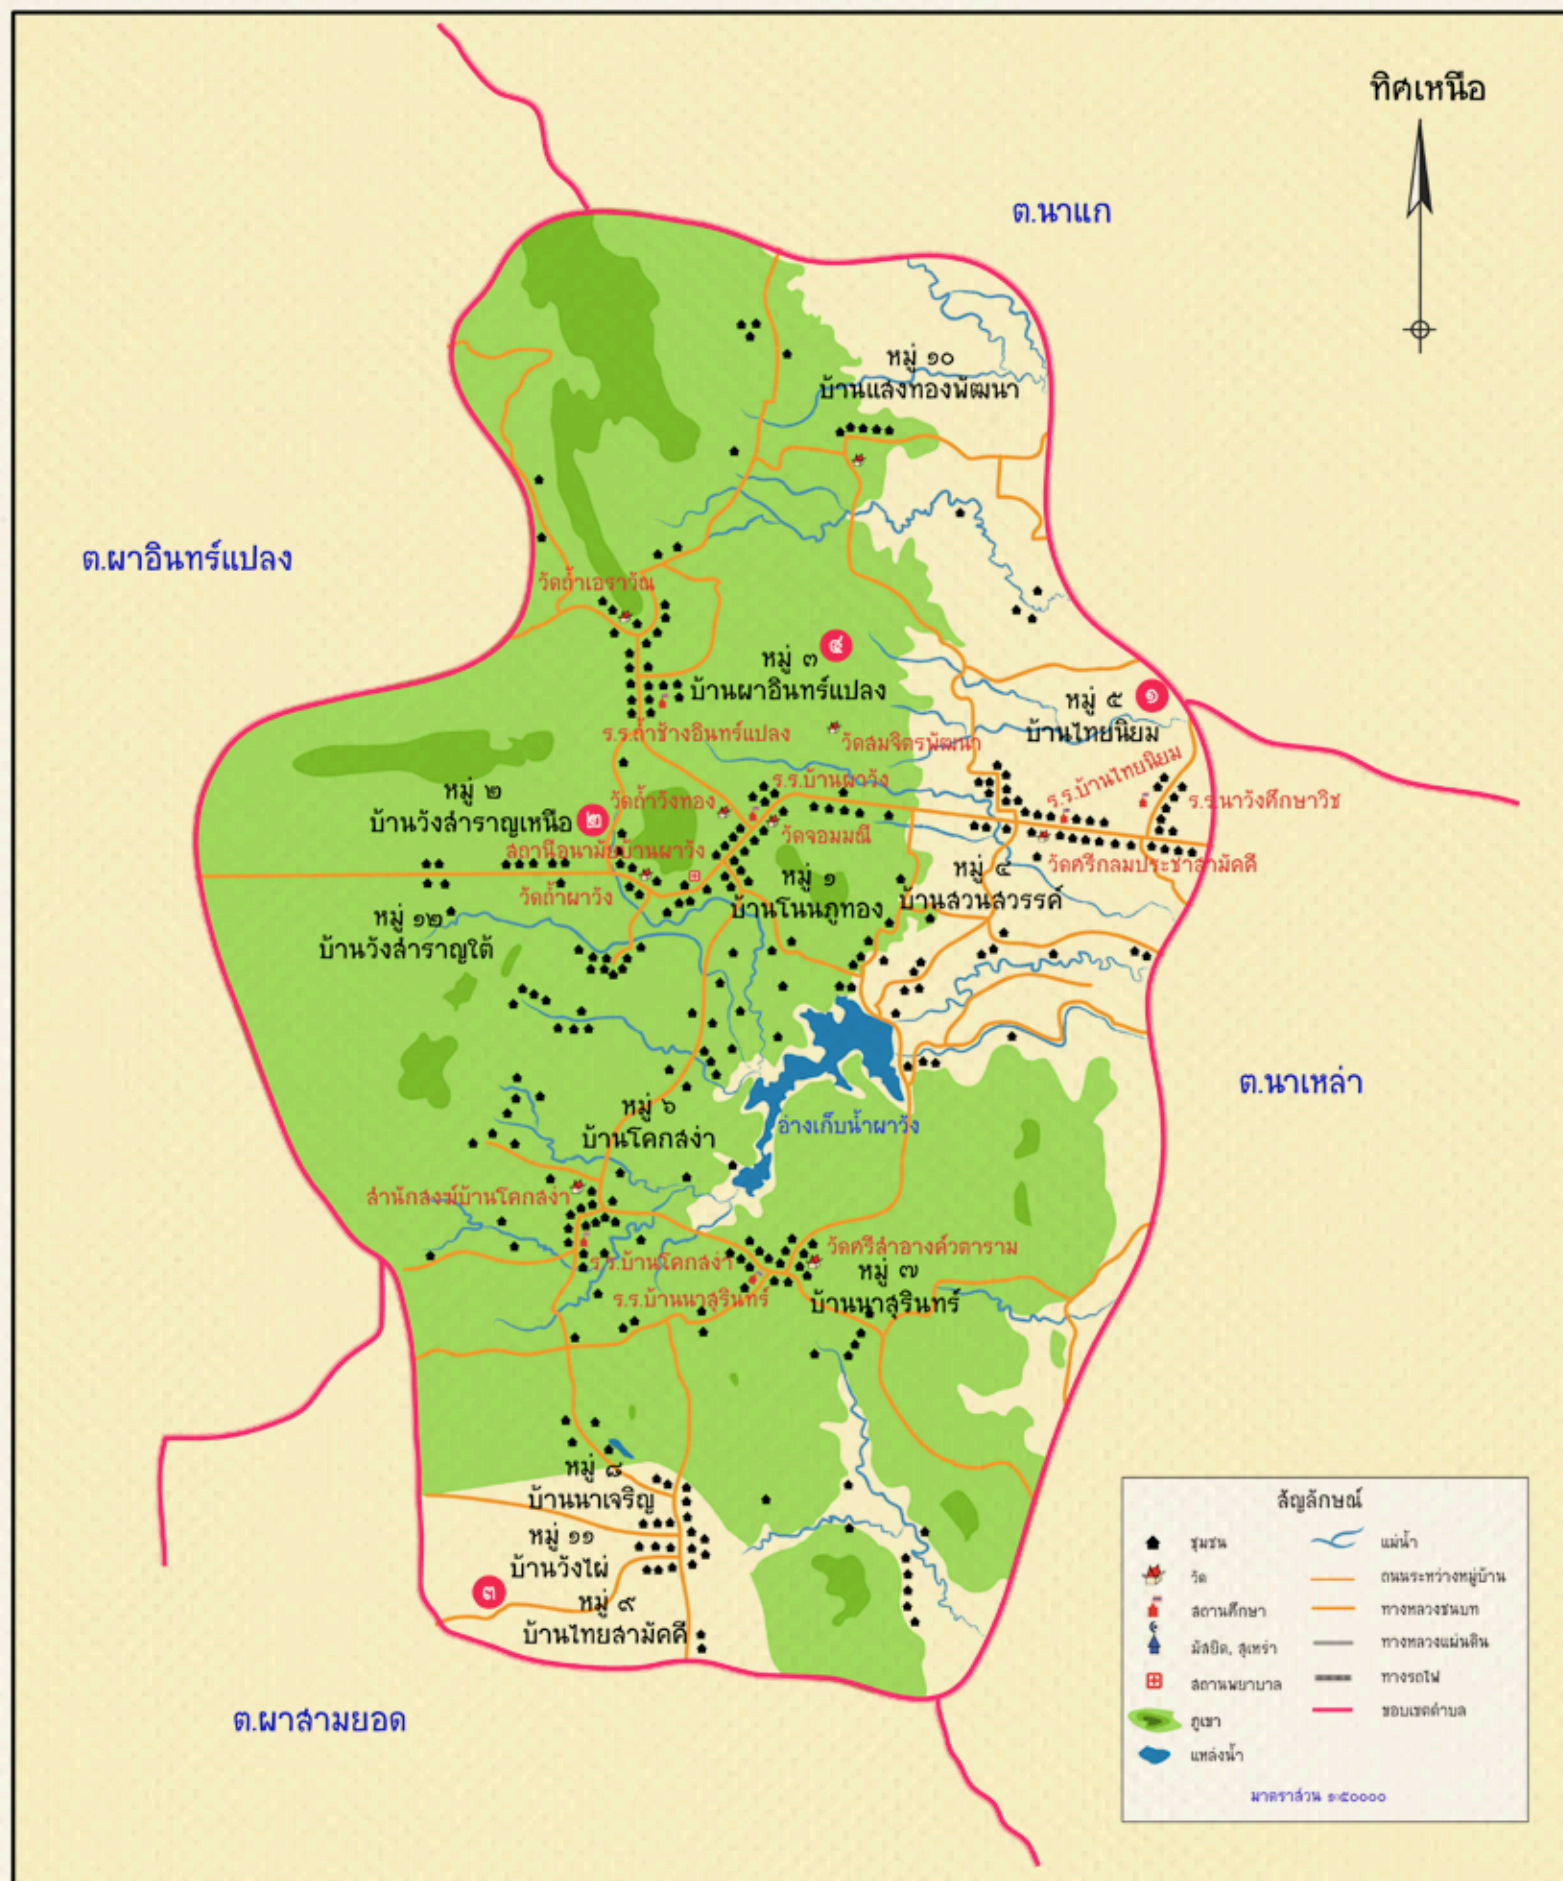 ทิศเหนือ
ต.นาแก
หมู่ ๑๐
บ้านแสงทองพัฒนา
ต.ผาอินทร์แปลง
วัดถ้ำเอราวัณ
หมู่ ๓
๔
บ้านผาอินทร์แปลง
หมู่ ๕
๑
บ้านไทยนิยม
ร.ร.ถ้ำช้างอินทร์แปลง
วัดสมจิตรพัฒนา
ร.ร.บ้านไทยนิยม
ร.ร.นาวังศึกษาวิช
ร.ร.บ้านผาวัง
หมู่ ๒
บ้านวังสำราญเหนือ
๒
วัดถ้ำวังทอง
วัดจอมมณี
สถานีอนามัยบ้านผาวัง
วัดศรีกลมประชาสามัคคี
วัดถ้ำผาวัง
หมู่ ๑
บ้านโนนภูทอง
หมู่ ๔
บ้านสวนสวรรค์
หมู่ ๑๒
บ้านวังสำราญใต้
ต.นาเหล่า
หมู่ ๖
บ้านโคกสง่า
อ่างเก็บน้ำผาวัง
สำนักสงฆ์บ้านโคกสง่า
วัดศรีสำอางค์วตาราม
ร.ร.บ้านโคกสง่า
หมู่ ๗
บ้านนาสุรินทร์
ร.ร.บ้านนาสุรินทร์
หมู่ ๘
บ้านนาเจริญ
หมู่ ๑๑
บ้านวังไผ่
๓
หมู่ ๙
บ้านไทยสามัคคี
ต.ผาสามยอด
สัญลักษณ์
ชุมชน
วัด
สถานศึกษา
มัสยิด, สุเหร่า
สถานพยาบาล
ภูเขา
แหล่งน้ำ
แม่น้ำ
ถนนระหว่างหมู่บ้าน
ทางหลวงชนบท
ทางหลวงแผ่นดิน
ทางรถไฟ
ขอบเขตตำบล
มาตราส่วน ๑:๕๐๐๐๐